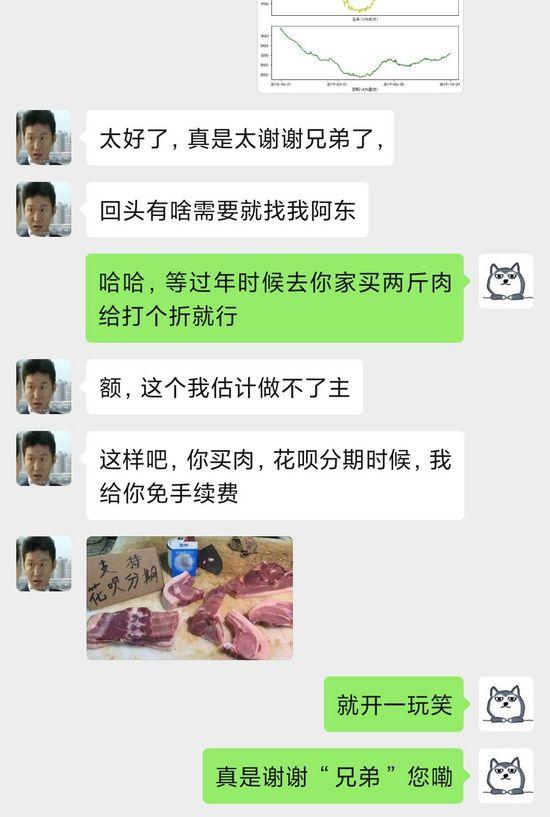 太好了，真是太谢谢兄弟了，
回头有啥需要就找我阿东
哈哈，等过年时候去你家买两斤肉
给打个折就行
额，这个我估计做不了主
这样吧，你买肉，花呗分期时候，我
给你免手续费
支持
花呗分期
就开一玩笑
真是谢谢“兄弟”您嘞